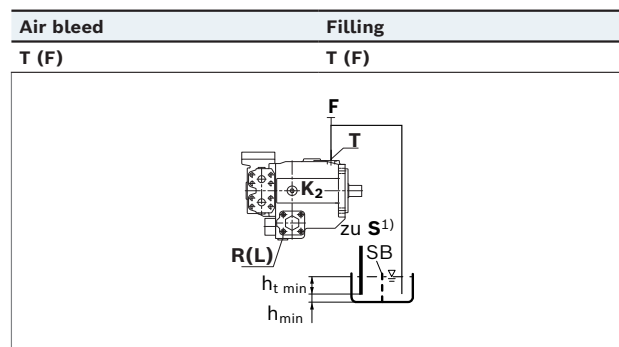 Air bleed Filling
T (F) T (F)
F
T
K₂
zu S¹⁾
R(L)
SB
hₜ ₘᵢₙ
hₘᵢₙ